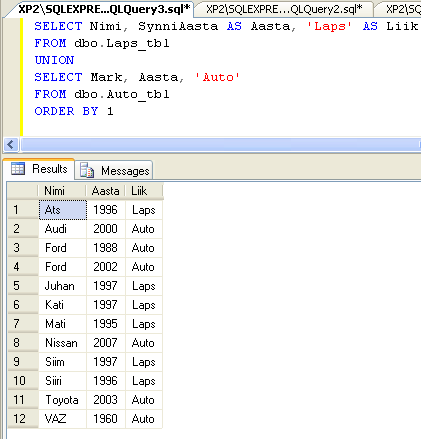 XP2\SQLEXPRE...QLQuery3.sql* XP2\SQLEXPRE...QLQuery2.sql* XP2\SQ
SELECT Nimi, SynniAasta AS Aasta, 'Laps' AS Liik
FROM dbo.Laps_tbl
UNION
SELECT Mark, Aasta, 'Auto'
FROM dbo.Auto_tbl
ORDER BY 1
Results Messages
Nimi Aasta Liik
1 Ats 1996 Laps
2 Audi 2000 Auto
3 Ford 1988 Auto
4 Ford 2002 Auto
5 Juhan 1997 Laps
6 Kati 1997 Laps
7 Mati 1995 Laps
8 Nissan 2007 Auto
9 Siim 1997 Laps
10 Siiri 1996 Laps
11 Toyota 2003 Auto
12 VAZ 1960 Auto